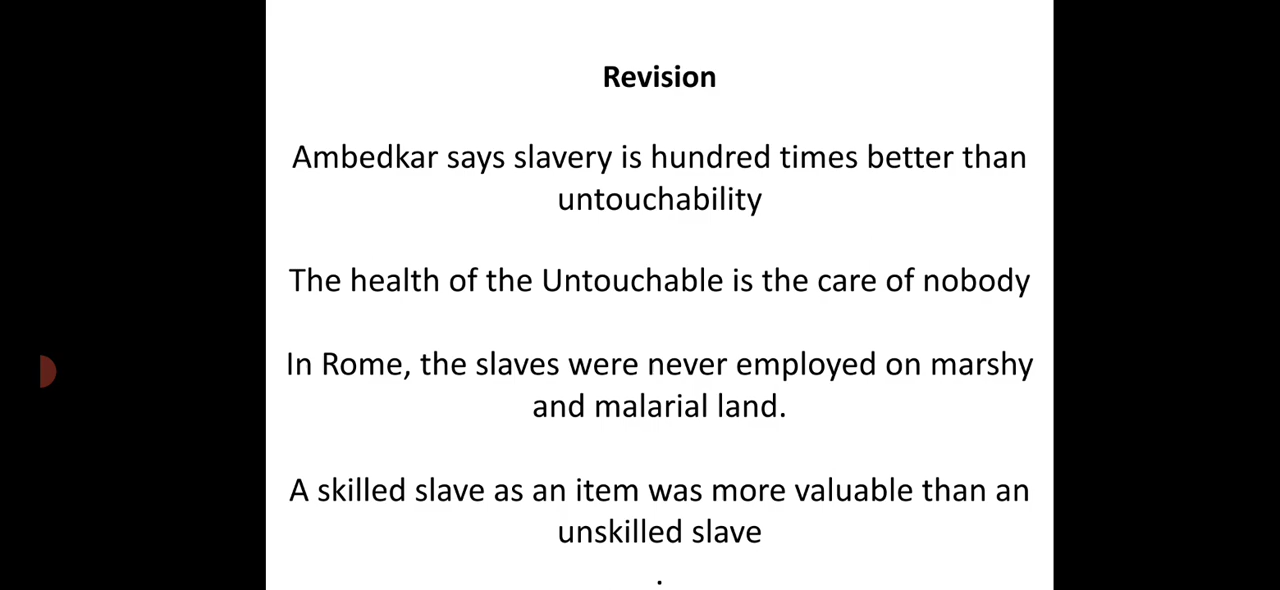 Revision
Ambedkar says slavery is hundred times better than
untouchability
The health of the Untouchable is the care of nobody
In Rome, the slaves were never employed on marshy
and malarial land.
A skilled slave as an item was more valuable than an
unskilled slave
.